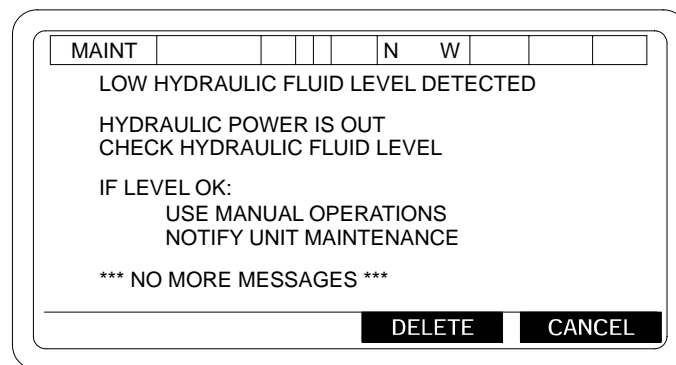 MAINT N W
LOW HYDRAULIC FLUID LEVEL DETECTED
HYDRAULIC POWER IS OUT
CHECK HYDRAULIC FLUID LEVEL
IF LEVEL OK:
USE MANUAL OPERATIONS
NOTIFY UNIT MAINTENANCE
*** NO MORE MESSAGES ***
DELETE CANCEL